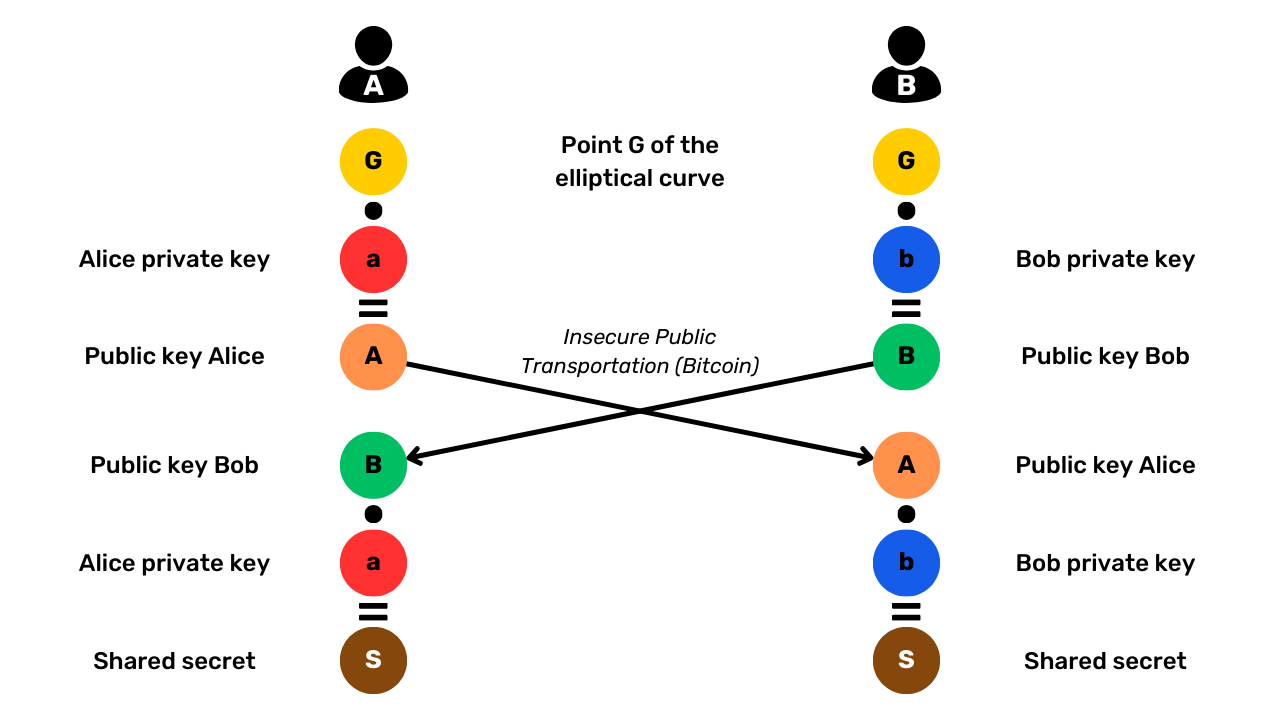 A
B
G
Point G of the
elliptical curve
G
Alice private key
a
b
Bob private key
Insecure Public
Transportation (Bitcoin)
Public key Alice
A
B
Public key Bob
Public key Bob
B
A
Public key Alice
Alice private key
a
b
Bob private key
Shared secret
S
S
Shared secret